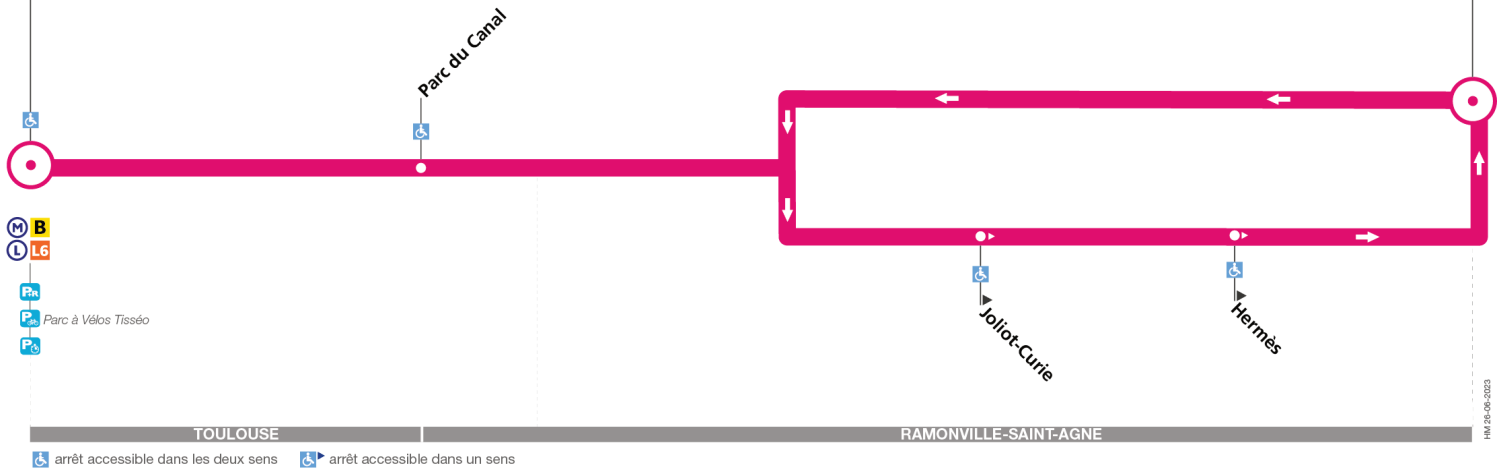 Parc du Canal
M B
L L6
P+R
P Parc à Vélos Tisséo
P
Joliot-Curie
Hermès
HM 26-06-2023
TOULOUSE
RAMONVILLE-SAINT-AGNE
arrêt accessible dans les deux sens
arrêt accessible dans un sens